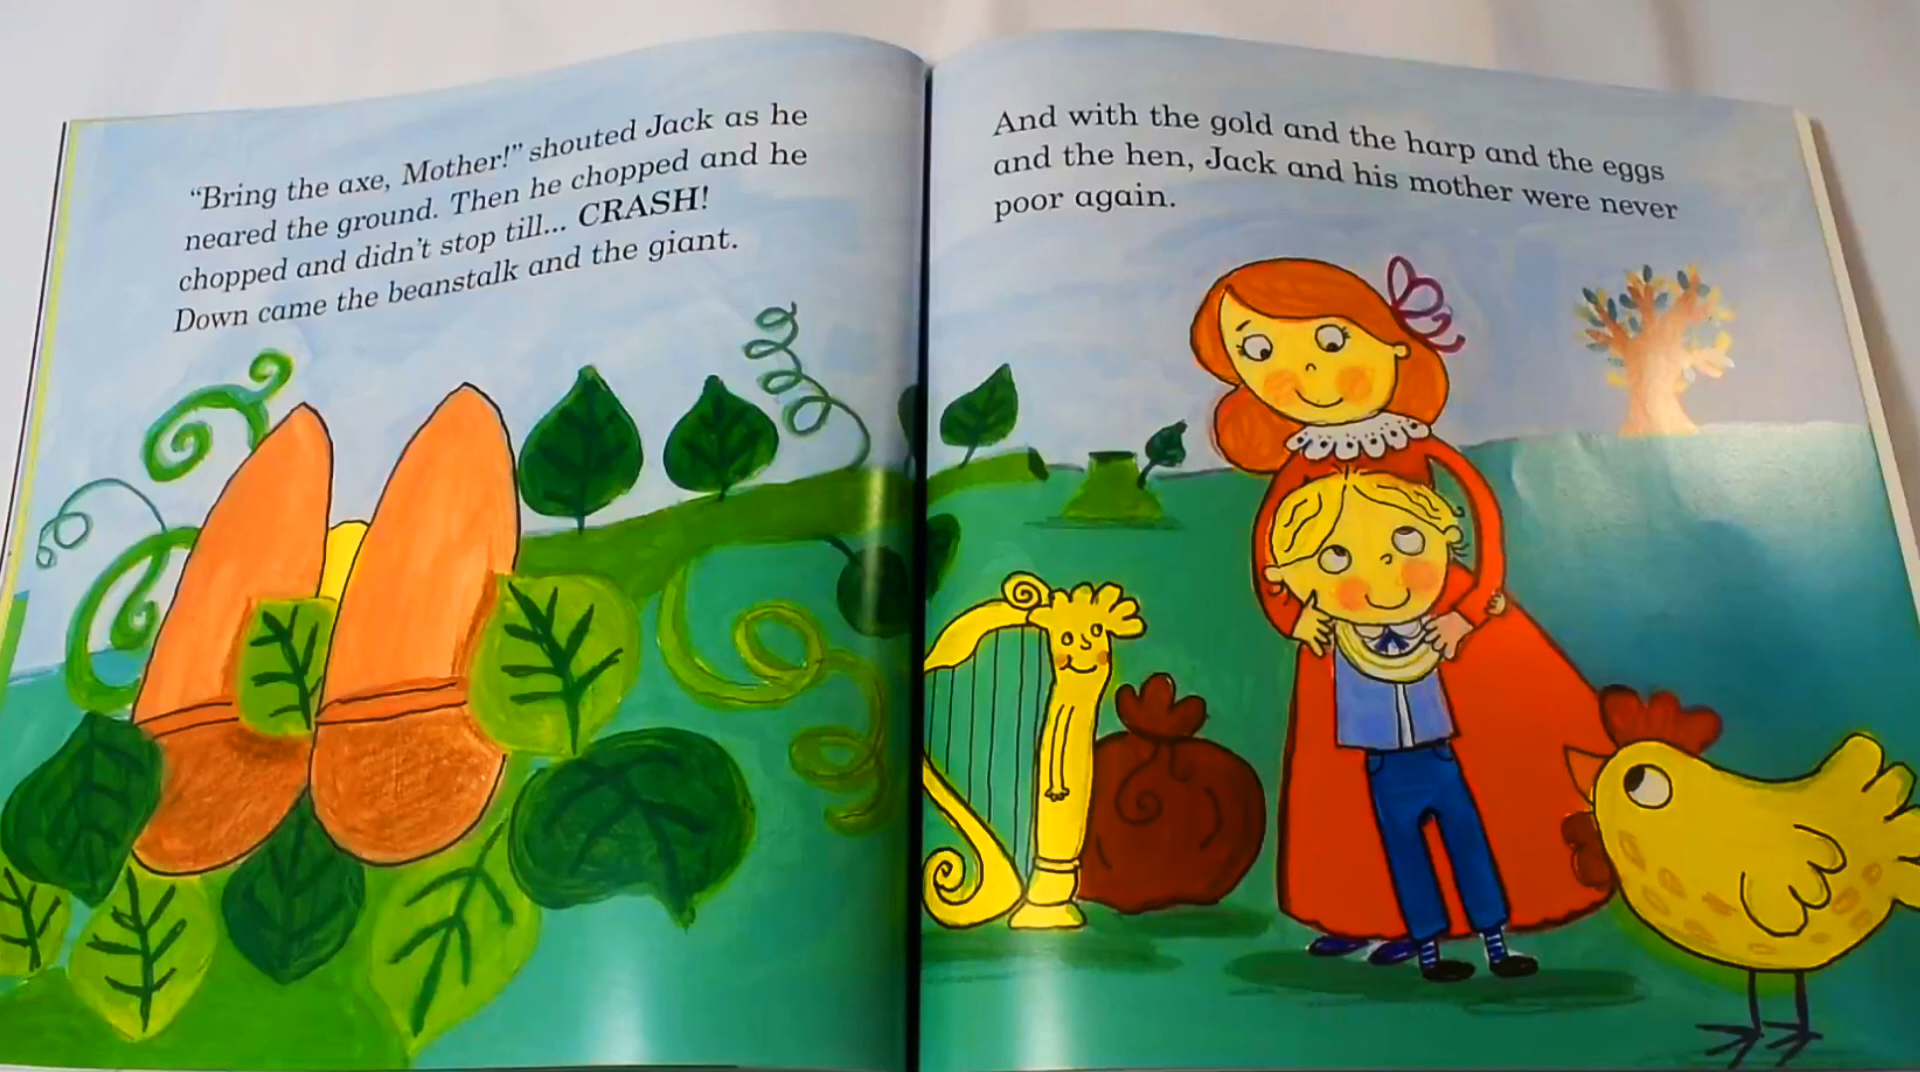 “Bring the axe, Mother!” shouted Jack as he
neared the ground. Then he chopped and he
chopped and didn’t stop till... CRASH!
Down came the beanstalk and the giant.
And with the gold and the harp and the eggs
and the hen, Jack and his mother were never
poor again.